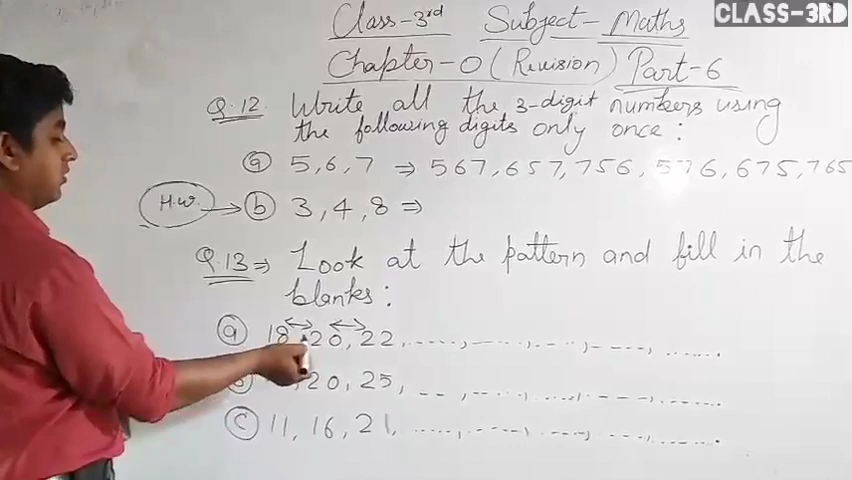 CLASS-3RD
Class-3rd Subject- Maths
Chapter-0 (Revision) Part-6
Q.12 Write all the 3-digit numbers using
the following digits only once:
(a) 5,6,7 ⇒ 567,657,756,576,675,765
H.W. → (b) 3,4,8 ⇒
Q.13 ⇒ Look at the pattern and fill in the
blanks:
(a) 18, 20, 22, ....., ....., ....., ....., ......
, 20, 25, ....., ....., ....., ....., ......
(c) 11, 16, 21, ....., ....., ....., ....., ......